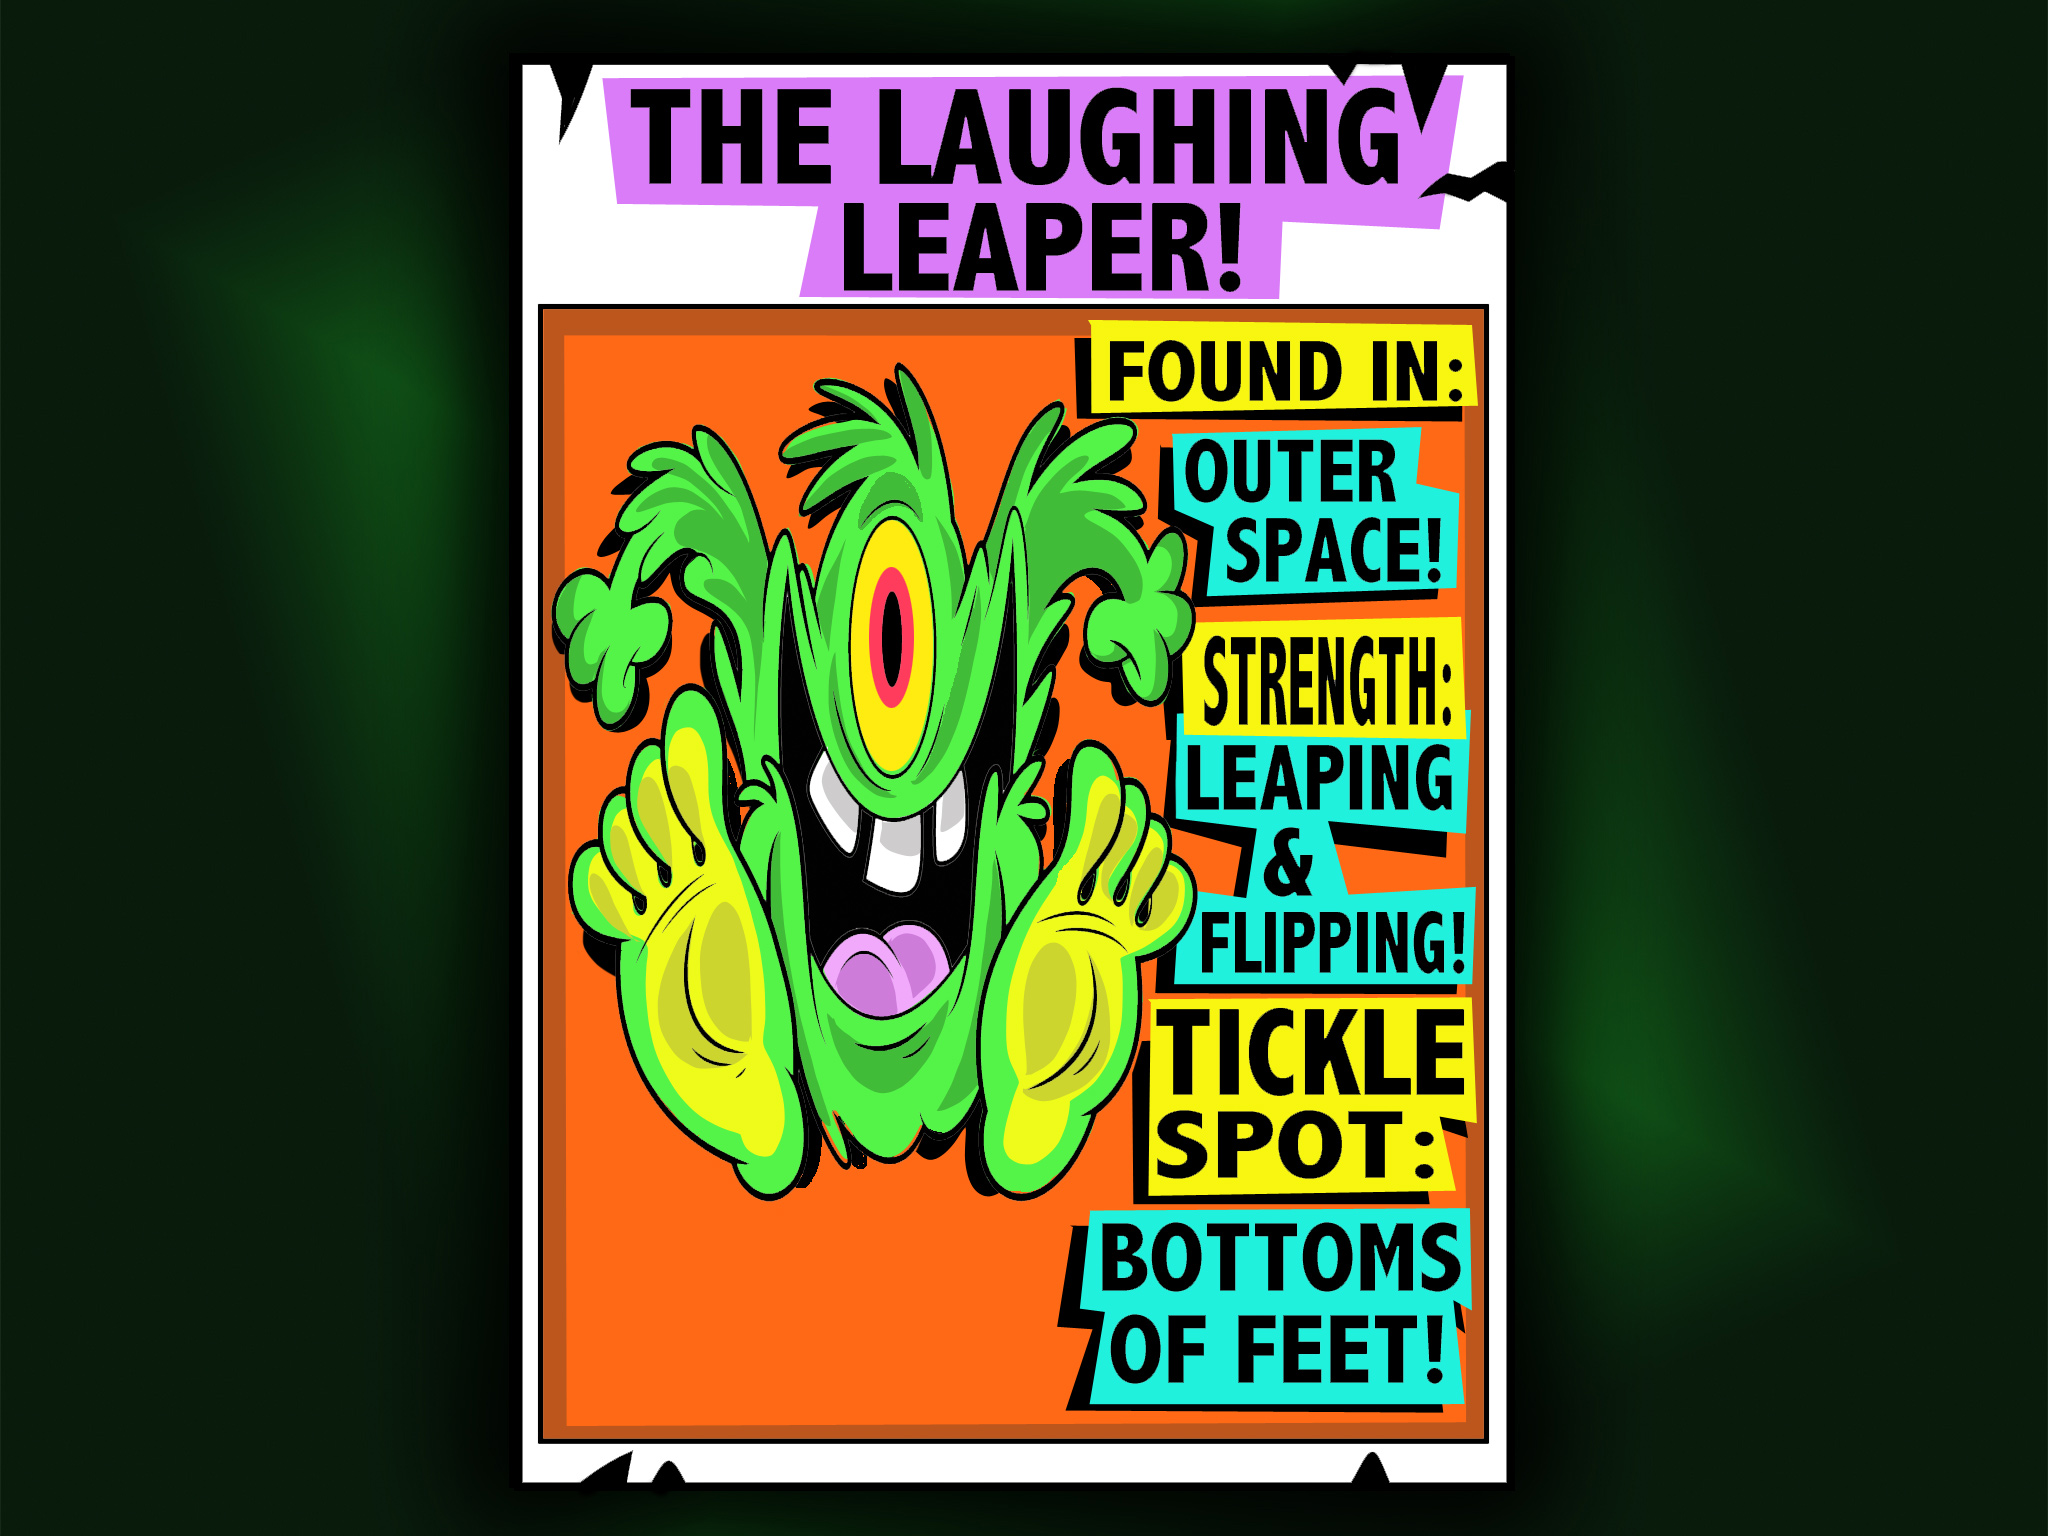 THE LAUGHING
LEAPER!
FOUND IN:
OUTER
SPACE!
STRENGTH:
LEAPING
&
FLIPPING!
TICKLE
SPOT:
BOTTOMS
OF FEET!